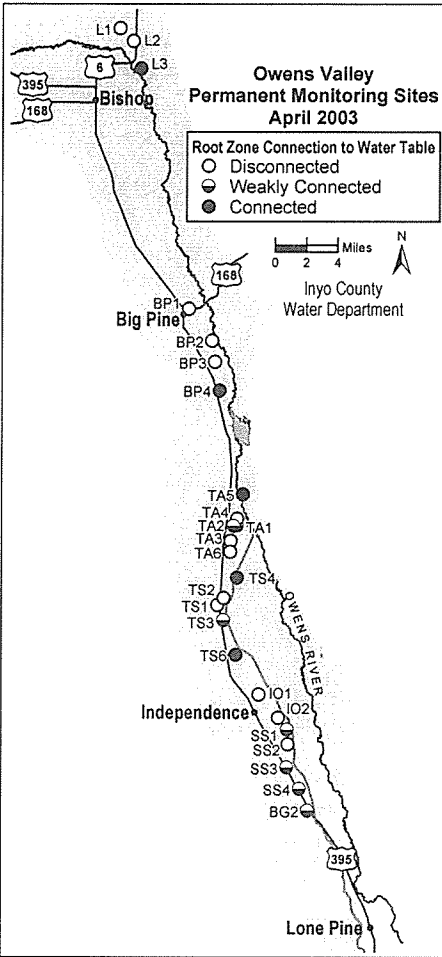 L1
L2
6
L3
395
168
Bishop
Owens Valley
Permanent Monitoring Sites
April 2003
Root Zone Connection to Water Table
Disconnected
Weakly Connected
Connected
0 2 4 Miles
N
Inyo County
Water Department
168
BP1
Big Pine
BP2
BP3
BP4
TA5
TA4
TA2
TA1
TA3
TA6
TS4
TS2
TS1
TS3
OWENS RIVER
TS6
IO1
IO2
Independence
SS1
SS2
SS3
SS4
BG2
395
Lone Pine